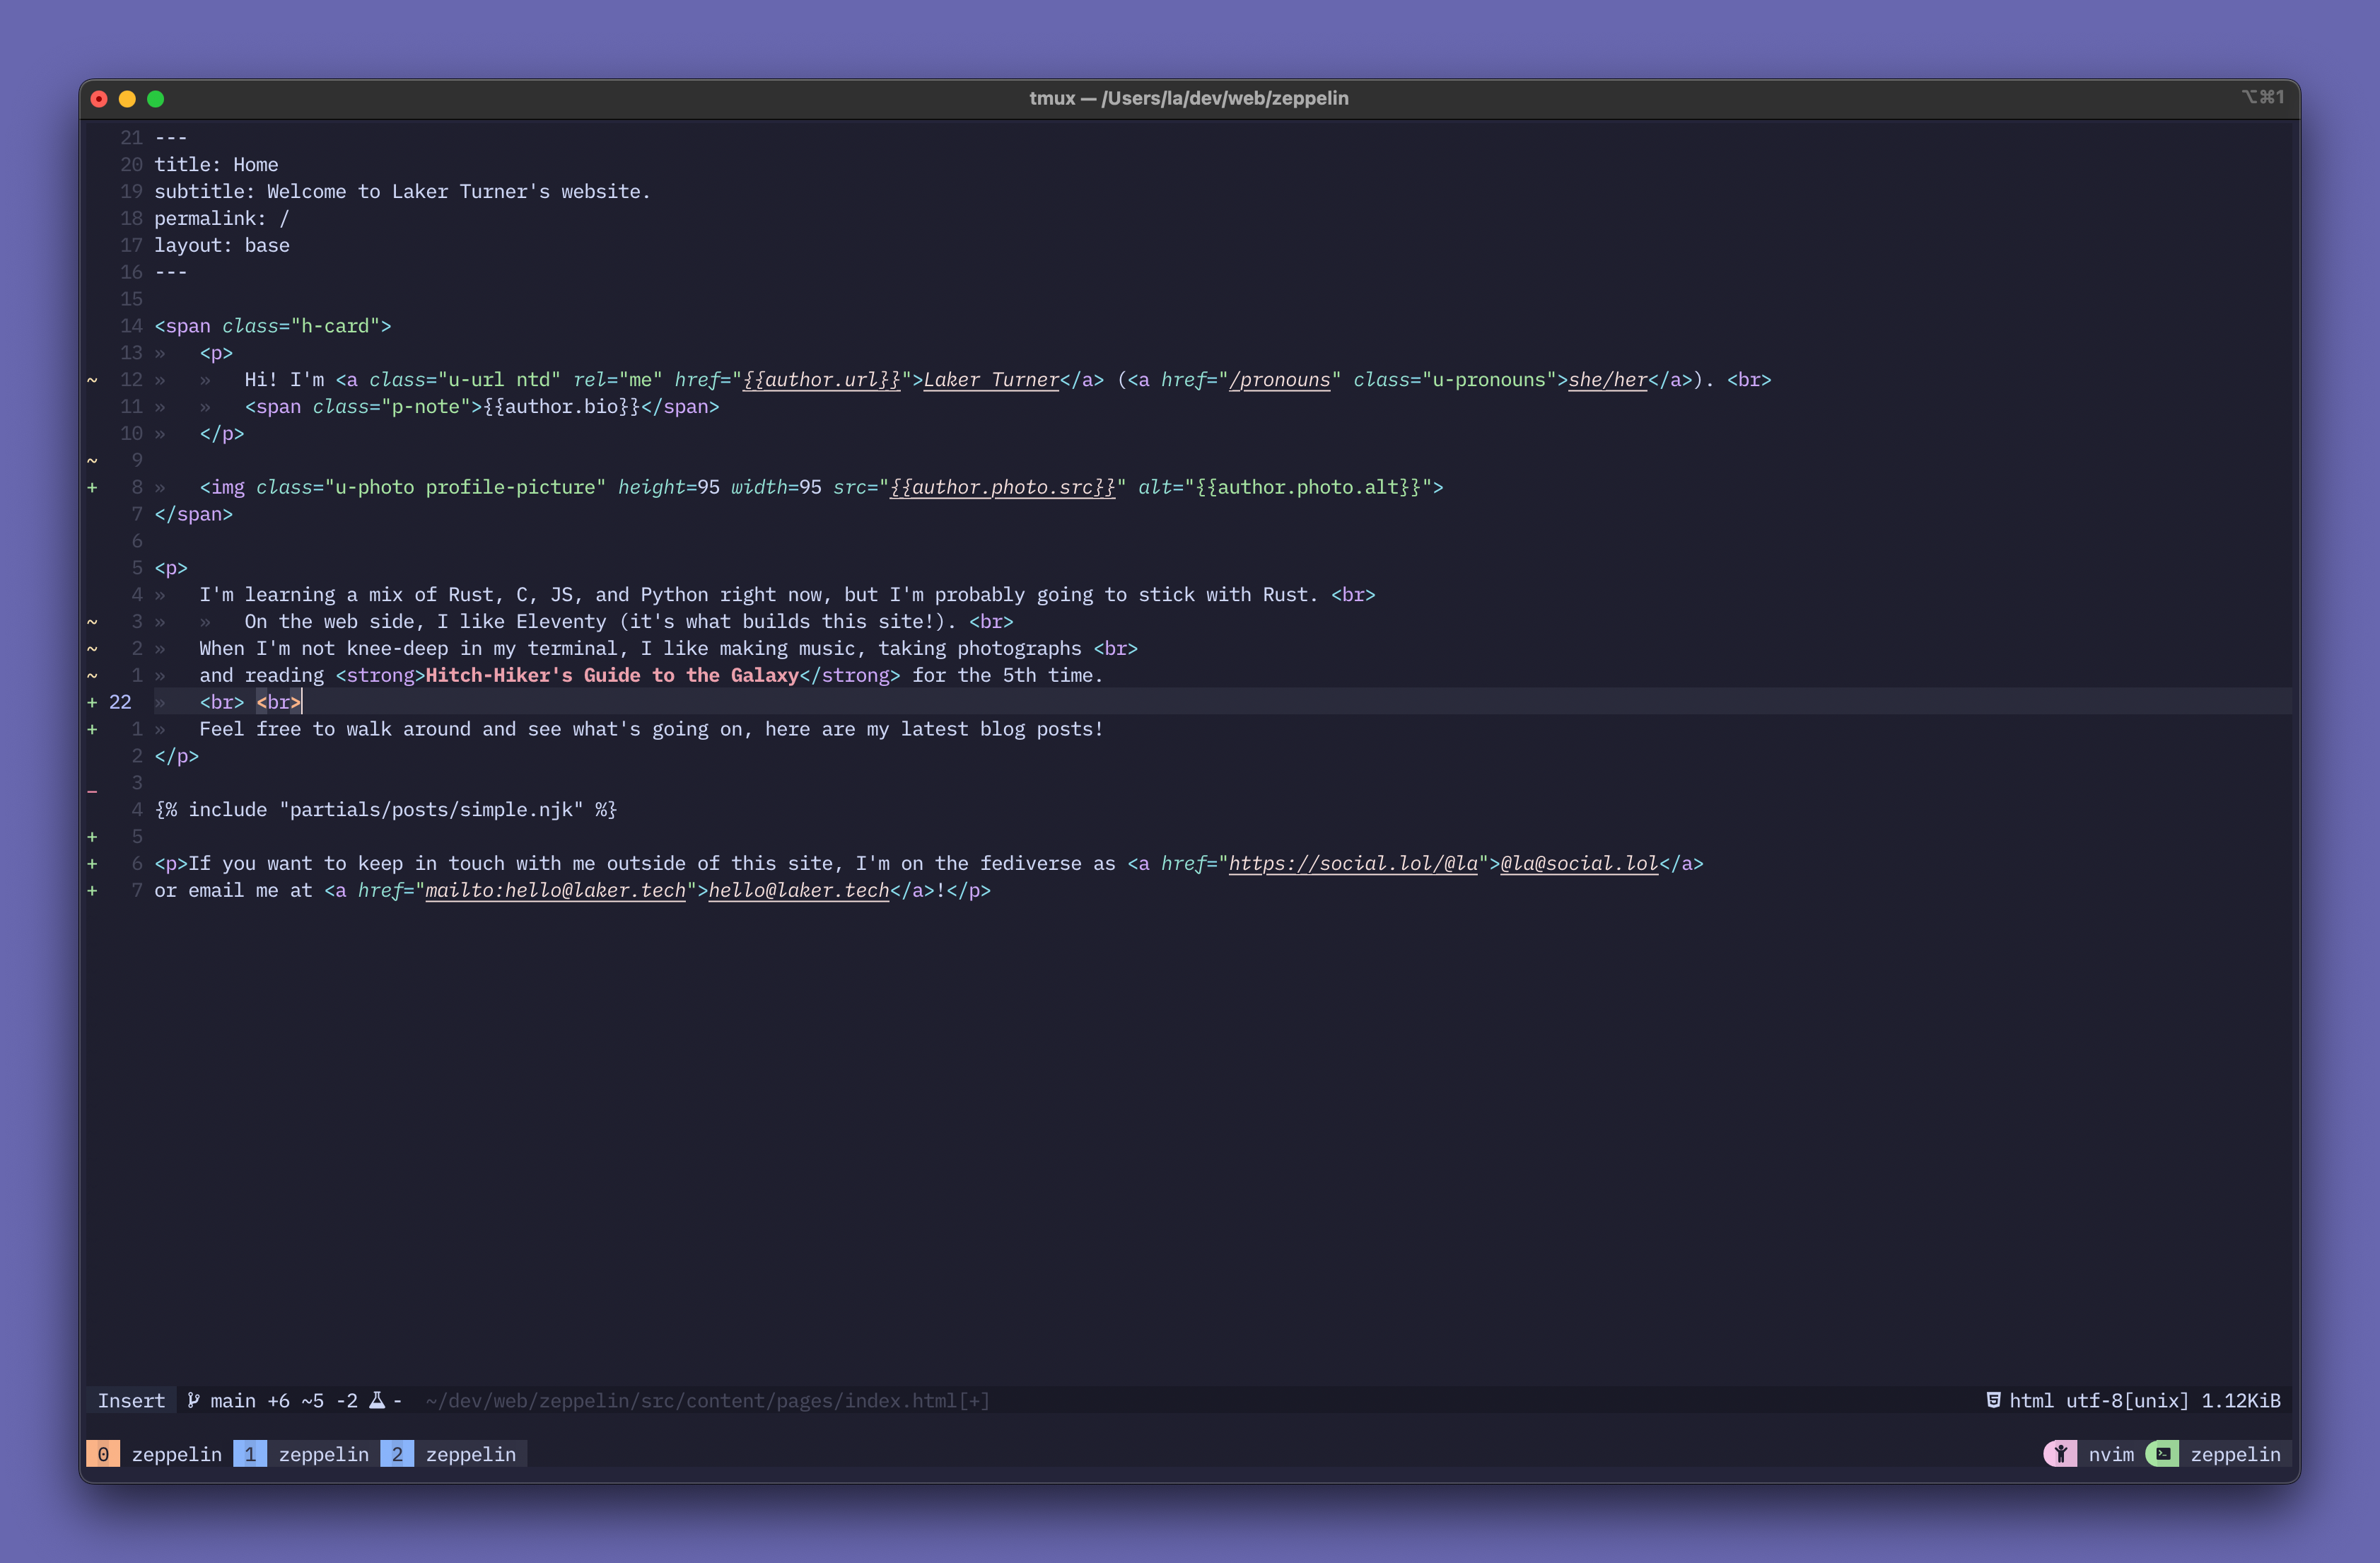 tmux — /Users/la/dev/web/zeppelin ⌥⌘1
21 ---
20 title: Home
19 subtitle: Welcome to Laker Turner's website.
18 permalink: /
17 layout: base
16 ---
15
14 <span class="h-card">
13 »   <p>
~ 12 »   »   Hi! I'm <a class="u-url ntd" rel="me" href="{{author.url}}">Laker Turner</a> (<a href="/pronouns" class="u-pronouns">she/her</a>). <br>
11 »   »   <span class="p-note">{{author.bio}}</span>
10 »   </p>
~ 9
+ 8 »   <img class="u-photo profile-picture" height=95 width=95 src="{{author.photo.src}}" alt="{{author.photo.alt}}">
7 </span>
6
5 <p>
4 »   I'm learning a mix of Rust, C, JS, and Python right now, but I'm probably going to stick with Rust. <br>
~ 3 »   »   On the web side, I like Eleventy (it's what builds this site!). <br>
~ 2 »   When I'm not knee-deep in my terminal, I like making music, taking photographs <br>
~ 1 »   and reading <strong>Hitch-Hiker's Guide to the Galaxy</strong> for the 5th time.
+ 22 »   <br> <br>
+ 1 »   Feel free to walk around and see what's going on, here are my latest blog posts!
2 </p>
_ 3
4 {% include "partials/posts/simple.njk" %}
+ 5
+ 6 <p>If you want to keep in touch with me outside of this site, I'm on the fediverse as <a href="https://social.lol/@la">@la@social.lol</a>
+ 7 or email me at <a href="mailto:hello@laker.tech">hello@laker.tech</a>!</p>
Insert main +6 ~5 -2 - ~/dev/web/zeppelin/src/content/pages/index.html[+] html utf-8[unix] 1.12KiB
0 zeppelin 1 zeppelin 2 zeppelin nvim zeppelin